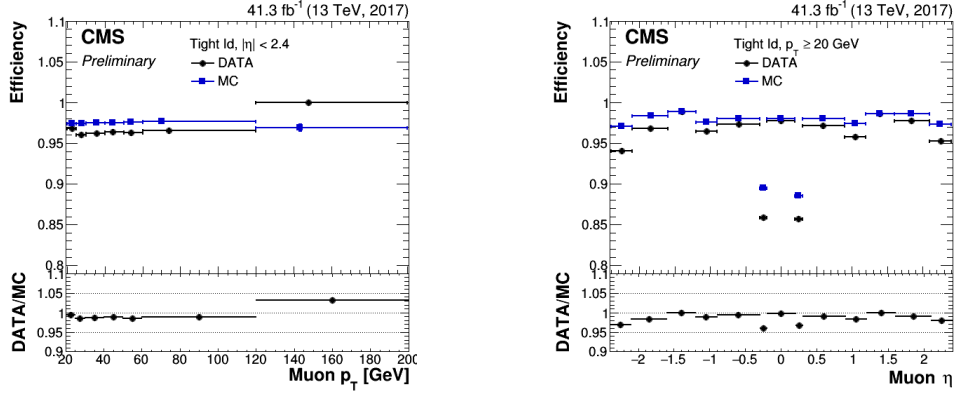 41.3 fb⁻¹ (13 TeV, 2017)
CMS
Preliminary
Tight Id, |η| < 2.4
DATA
MC
Efficiency
1.1
1
0.95
0.9
0.85
0.8
DATA/MC
1.1
1.05
1
0.95
0.9
20 40 60 80 100 120 140 160 180 200
Muon p_T [GeV]
41.3 fb⁻¹ (13 TeV, 2017)
CMS
Preliminary
Tight Id, p_T ≥ 20 GeV
DATA
MC
Efficiency
1.1
1
0.95
0.9
0.85
0.8
DATA/MC
1.1
1.05
1
0.95
0.9
−2 −1.5 −1 −0.5 0 0.5 1 1.5 2
Muon η